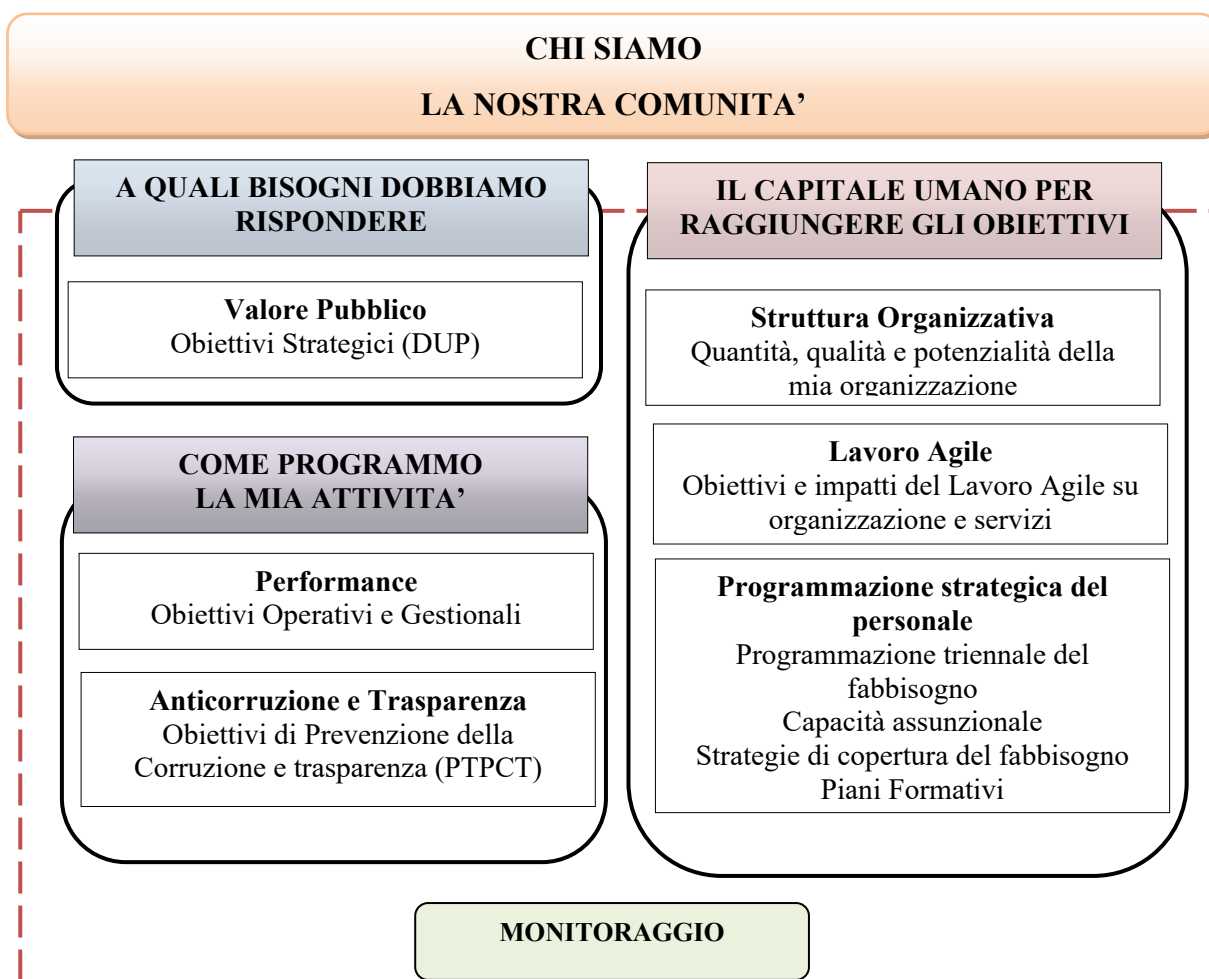 CHI SIAMO
LA NOSTRA COMUNITA’
A QUALI BISOGNI DOBBIAMO
RISPONDERE
Valore Pubblico
Obiettivi Strategici (DUP)
COME PROGRAMMO
LA MIA ATTIVITA’
Performance
Obiettivi Operativi e Gestionali
Anticorruzione e Trasparenza
Obiettivi di Prevenzione della
Corruzione e trasparenza (PTPCT)
IL CAPITALE UMANO PER
RAGGIUNGERE GLI OBIETTIVI
Struttura Organizzativa
Quantità, qualità e potenzialità della
mia organizzazione
Lavoro Agile
Obiettivi e impatti del Lavoro Agile su
organizzazione e servizi
Programmazione strategica del
personale
Programmazione triennale del
fabbisogno
Capacità assunzionale
Strategie di copertura del fabbisogno
Piani Formativi
MONITORAGGIO